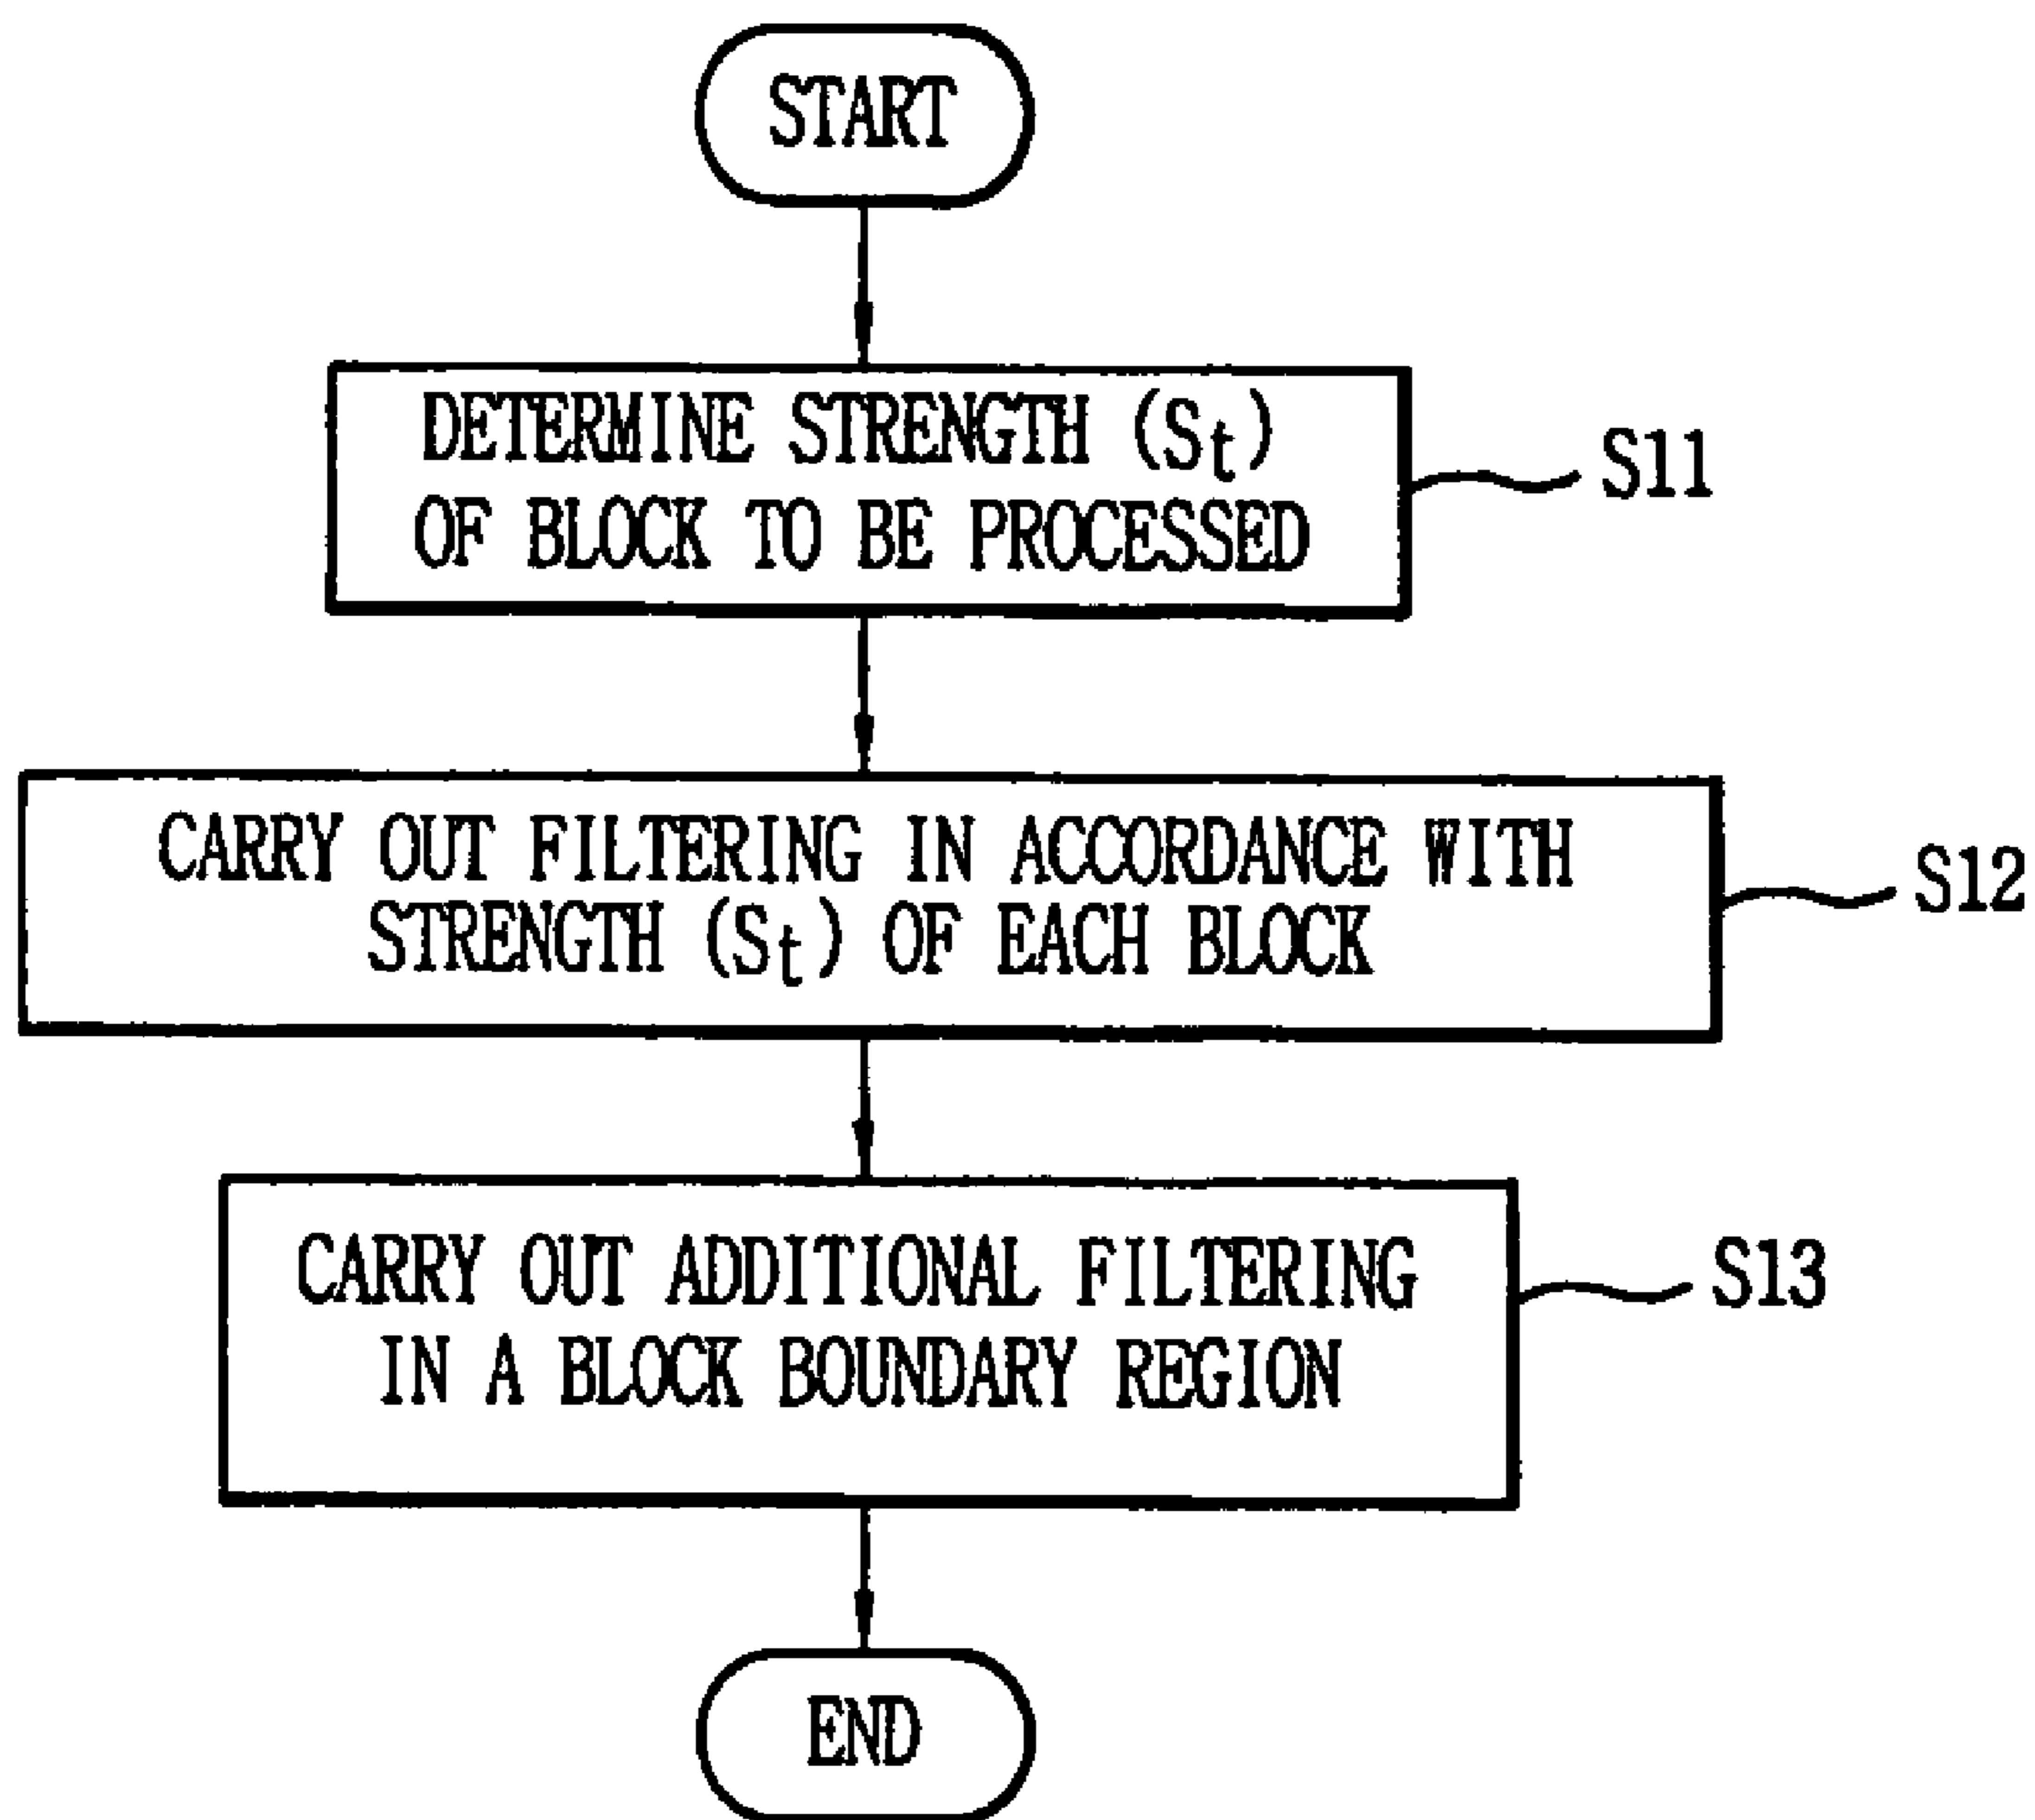 START
DETERMINE STRENGTH (St)
OF BLOCK TO BE PROCESSED
S11
CARRY OUT FILTERING IN ACCORDANCE WITH
STRENGTH (St) OF EACH BLOCK
S12
CARRY OUT ADDITIONAL FILTERING
IN A BLOCK BOUNDARY REGION
S13
END